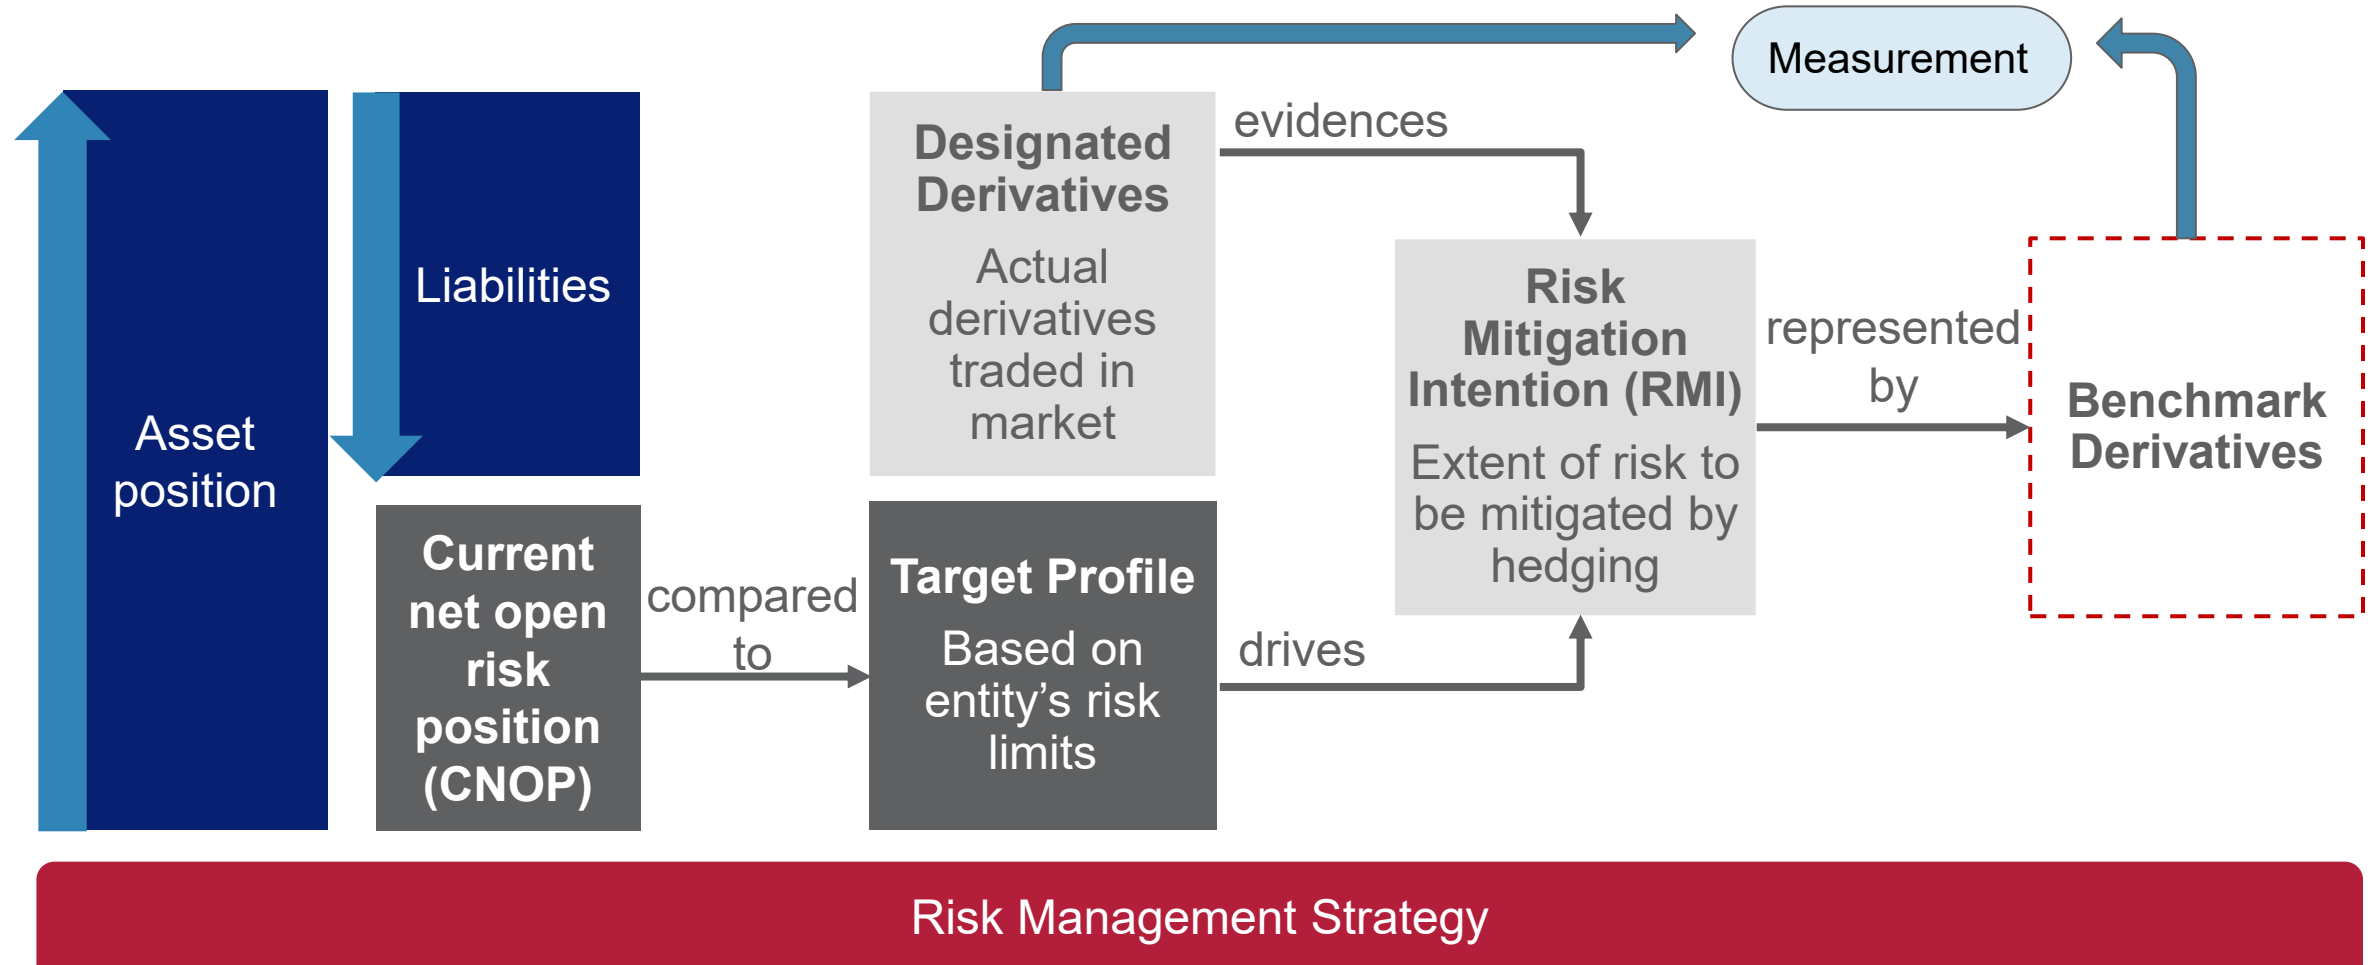 Measurement
Asset
position
Liabilities
Current
net open
risk
position
(CNOP)
compared
to
Designated
Derivatives
Actual
derivatives
traded in
market
Target Profile
Based on
entity’s risk
limits
evidences
drives
Risk
Mitigation
Intention (RMI)
Extent of risk to
be mitigated by
hedging
represented
by
Benchmark
Derivatives
Risk Management Strategy